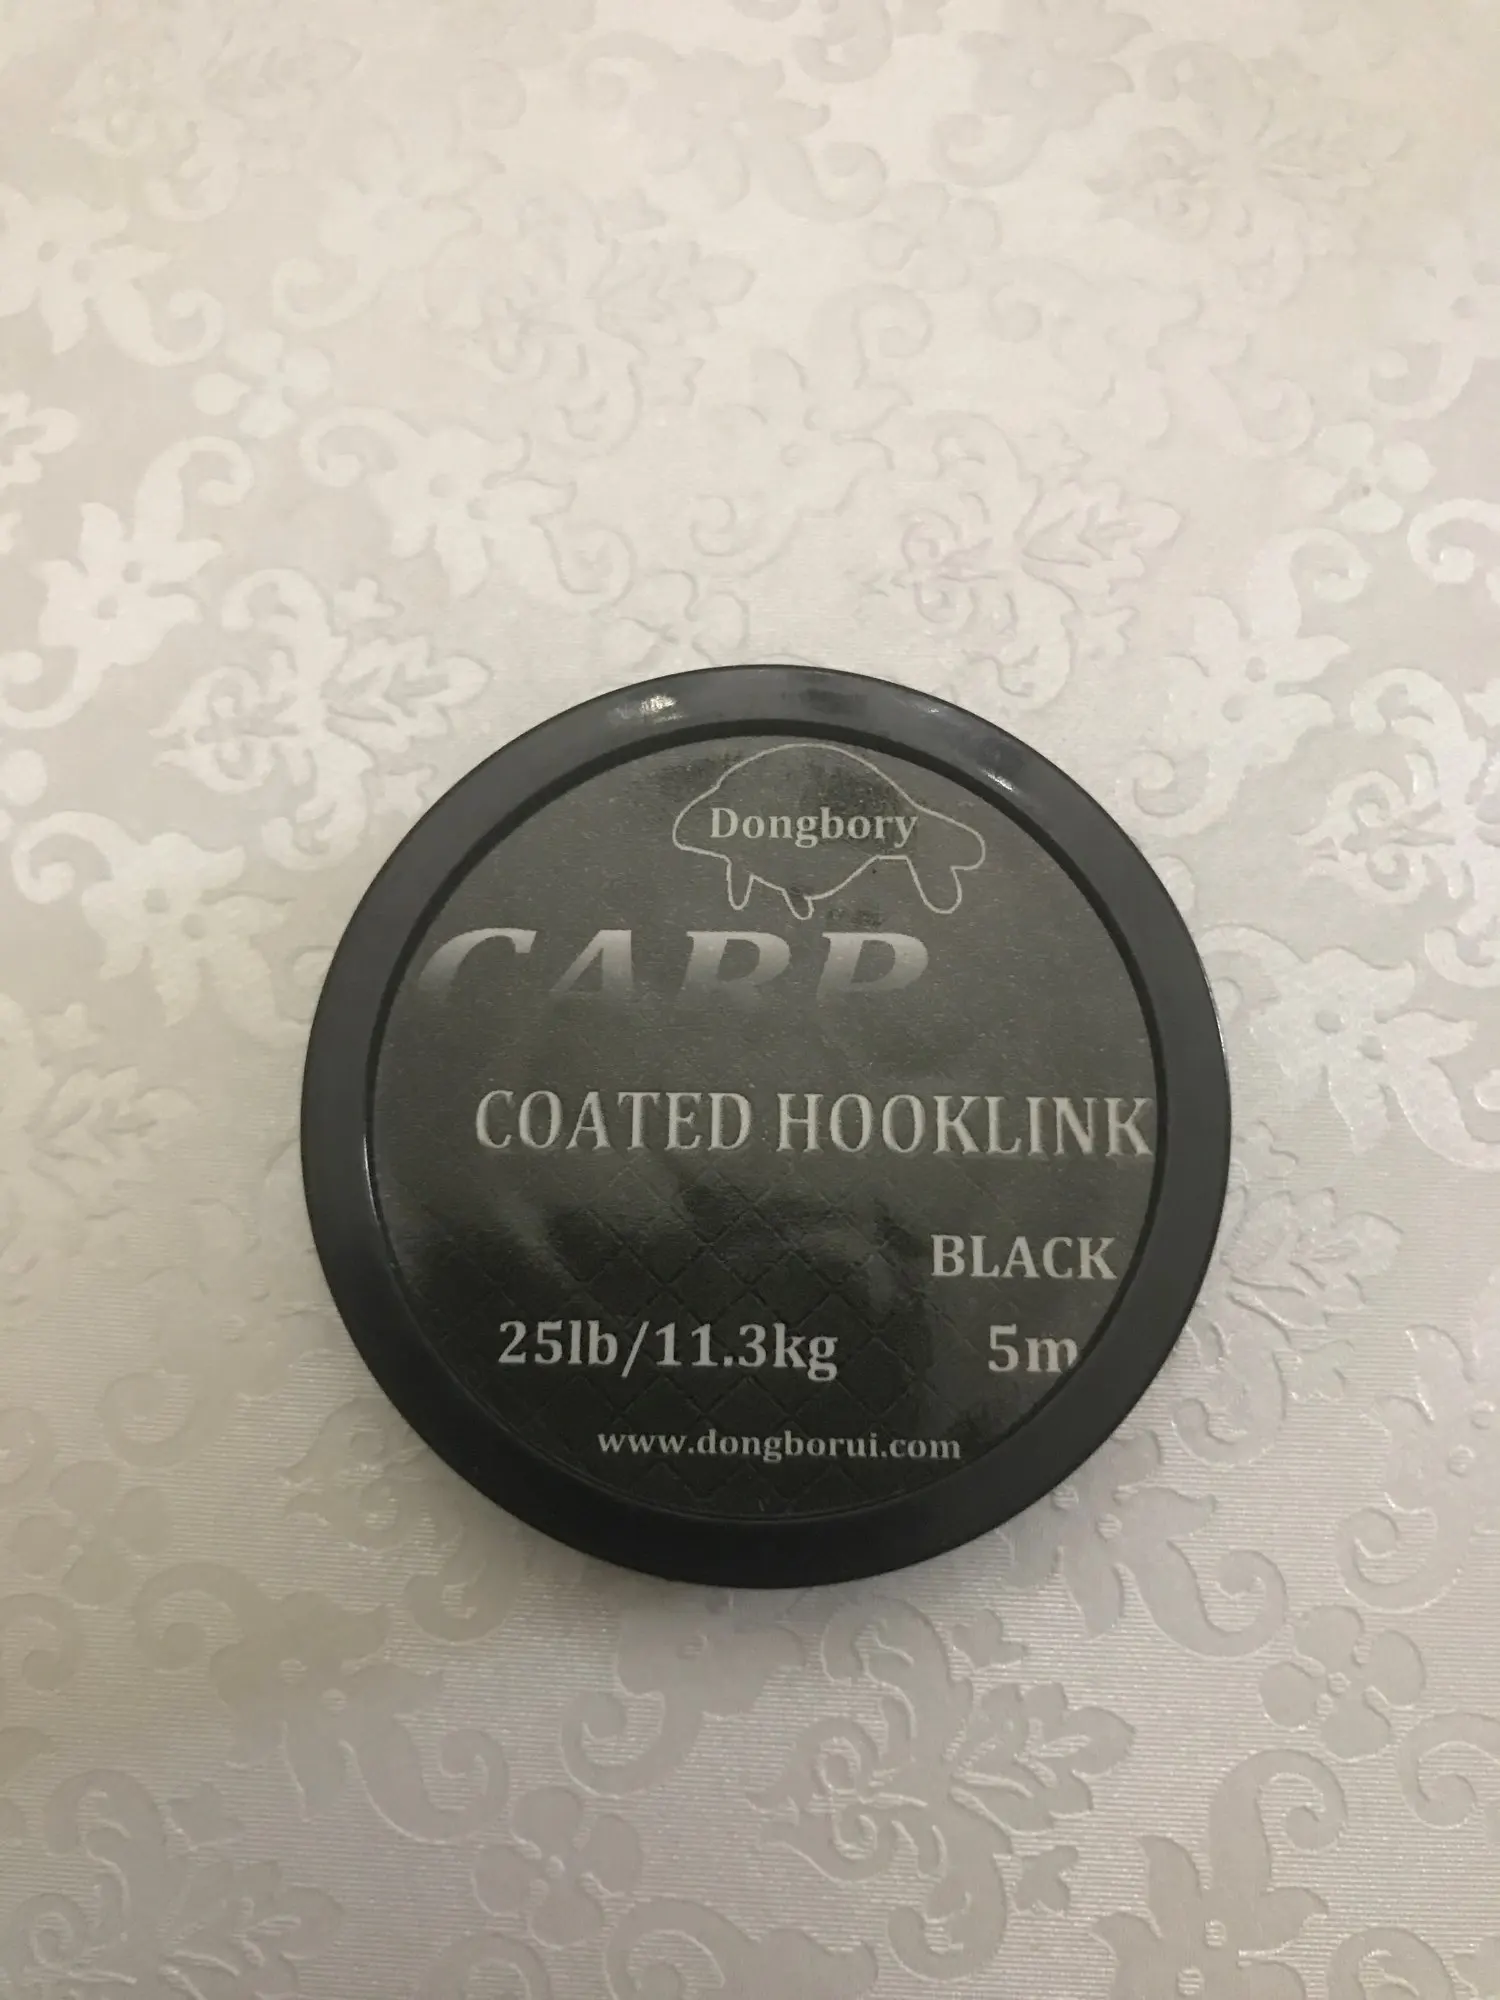 Dongbory
CARP
COATED HOOKLINK
BLACK
25lb/11.3kg 5m
www.dongborui.com